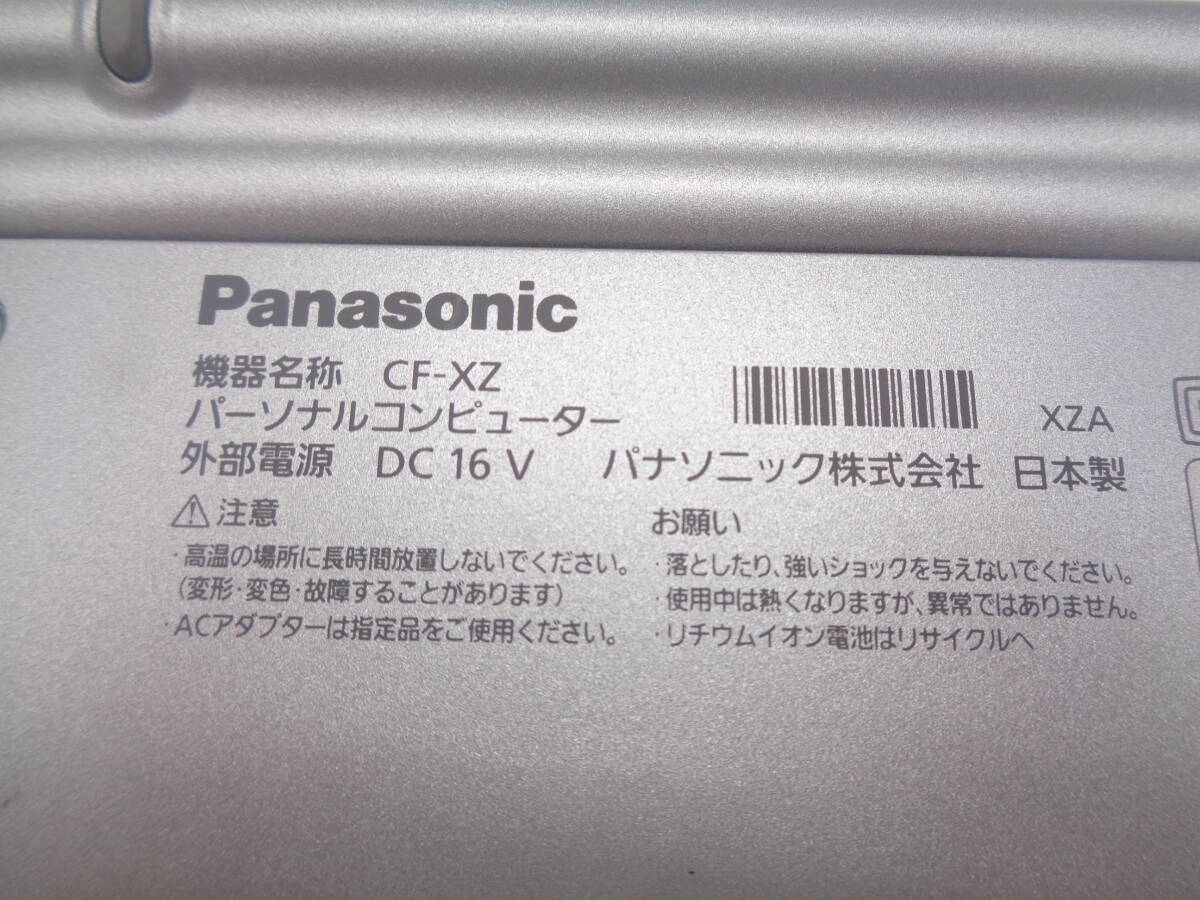 Panasonic
機器名称 CF-XZ
パーソナルコンピューター XZA
外部電源 DC 16 V パナソニック株式会社 日本製
⚠注意
・高温の場所に長時間放置しないでください。
(変形・変色・故障することがあります)
・ACアダプターは指定品をご使用ください。
お願い
・落としたり、強いショックを与えないでください。
・使用中は熱くなりますが、異常ではありません。
・リチウムイオン電池はリサイクルへ